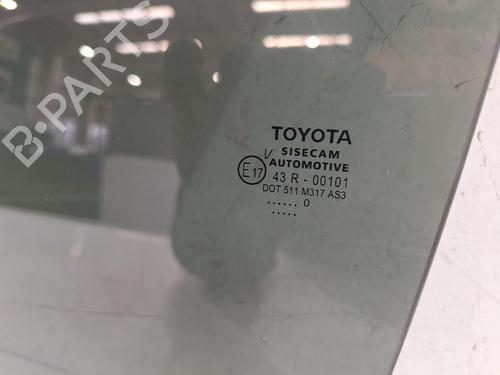 B-PARTS
TOYOTA
SISECAM
AUTOMOTIVE
V
E17 43 R - 00101
DOT 511 M317 AS3
...... 0
.....